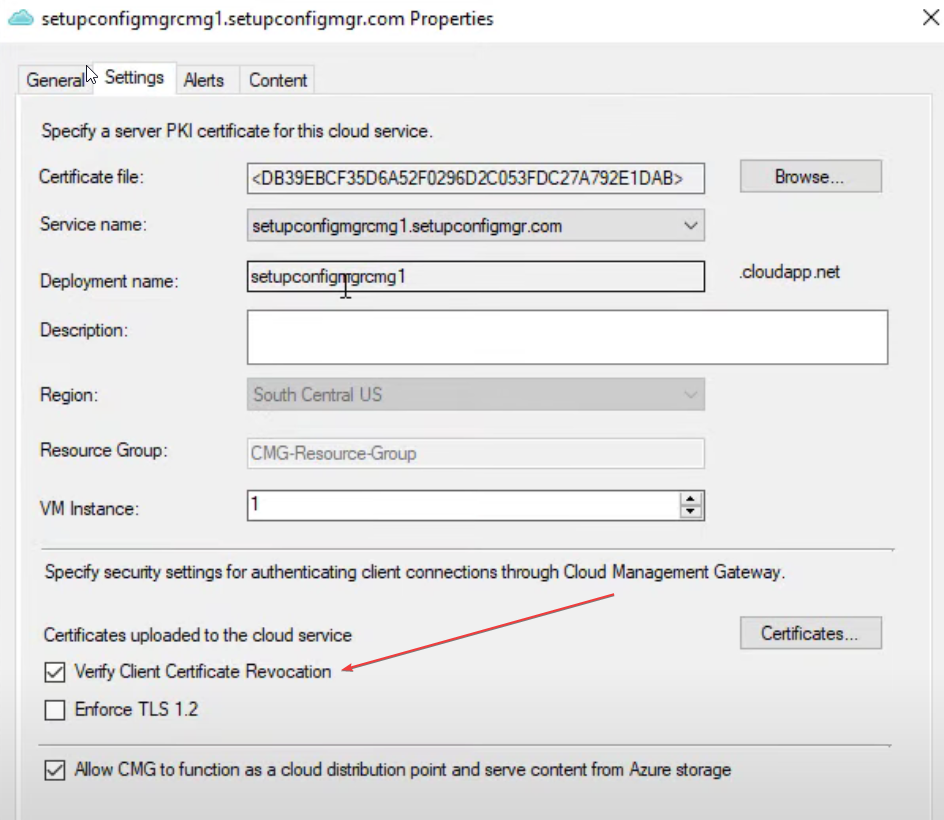 setupconfigmgrcmg1.setupconfigmgr.com Properties
General Settings Alerts Content
Specify a server PKI certificate for this cloud service.
Certificate file: <DB39EBCF35D6A52F0296D2C053FDC27A792E1DAB> Browse...
Service name: setupconfigmgrcmg1.setupconfigmgr.com
Deployment name: setupconfigmgrcmg1 .cloudapp.net
Description:
Region: South Central US
Resource Group: CMG-Resource-Group
VM Instance: 1
Specify security settings for authenticating client connections through Cloud Management Gateway.
Certificates uploaded to the cloud service Certificates...
Verify Client Certificate Revocation
Enforce TLS 1.2
Allow CMG to function as a cloud distribution point and serve content from Azure storage